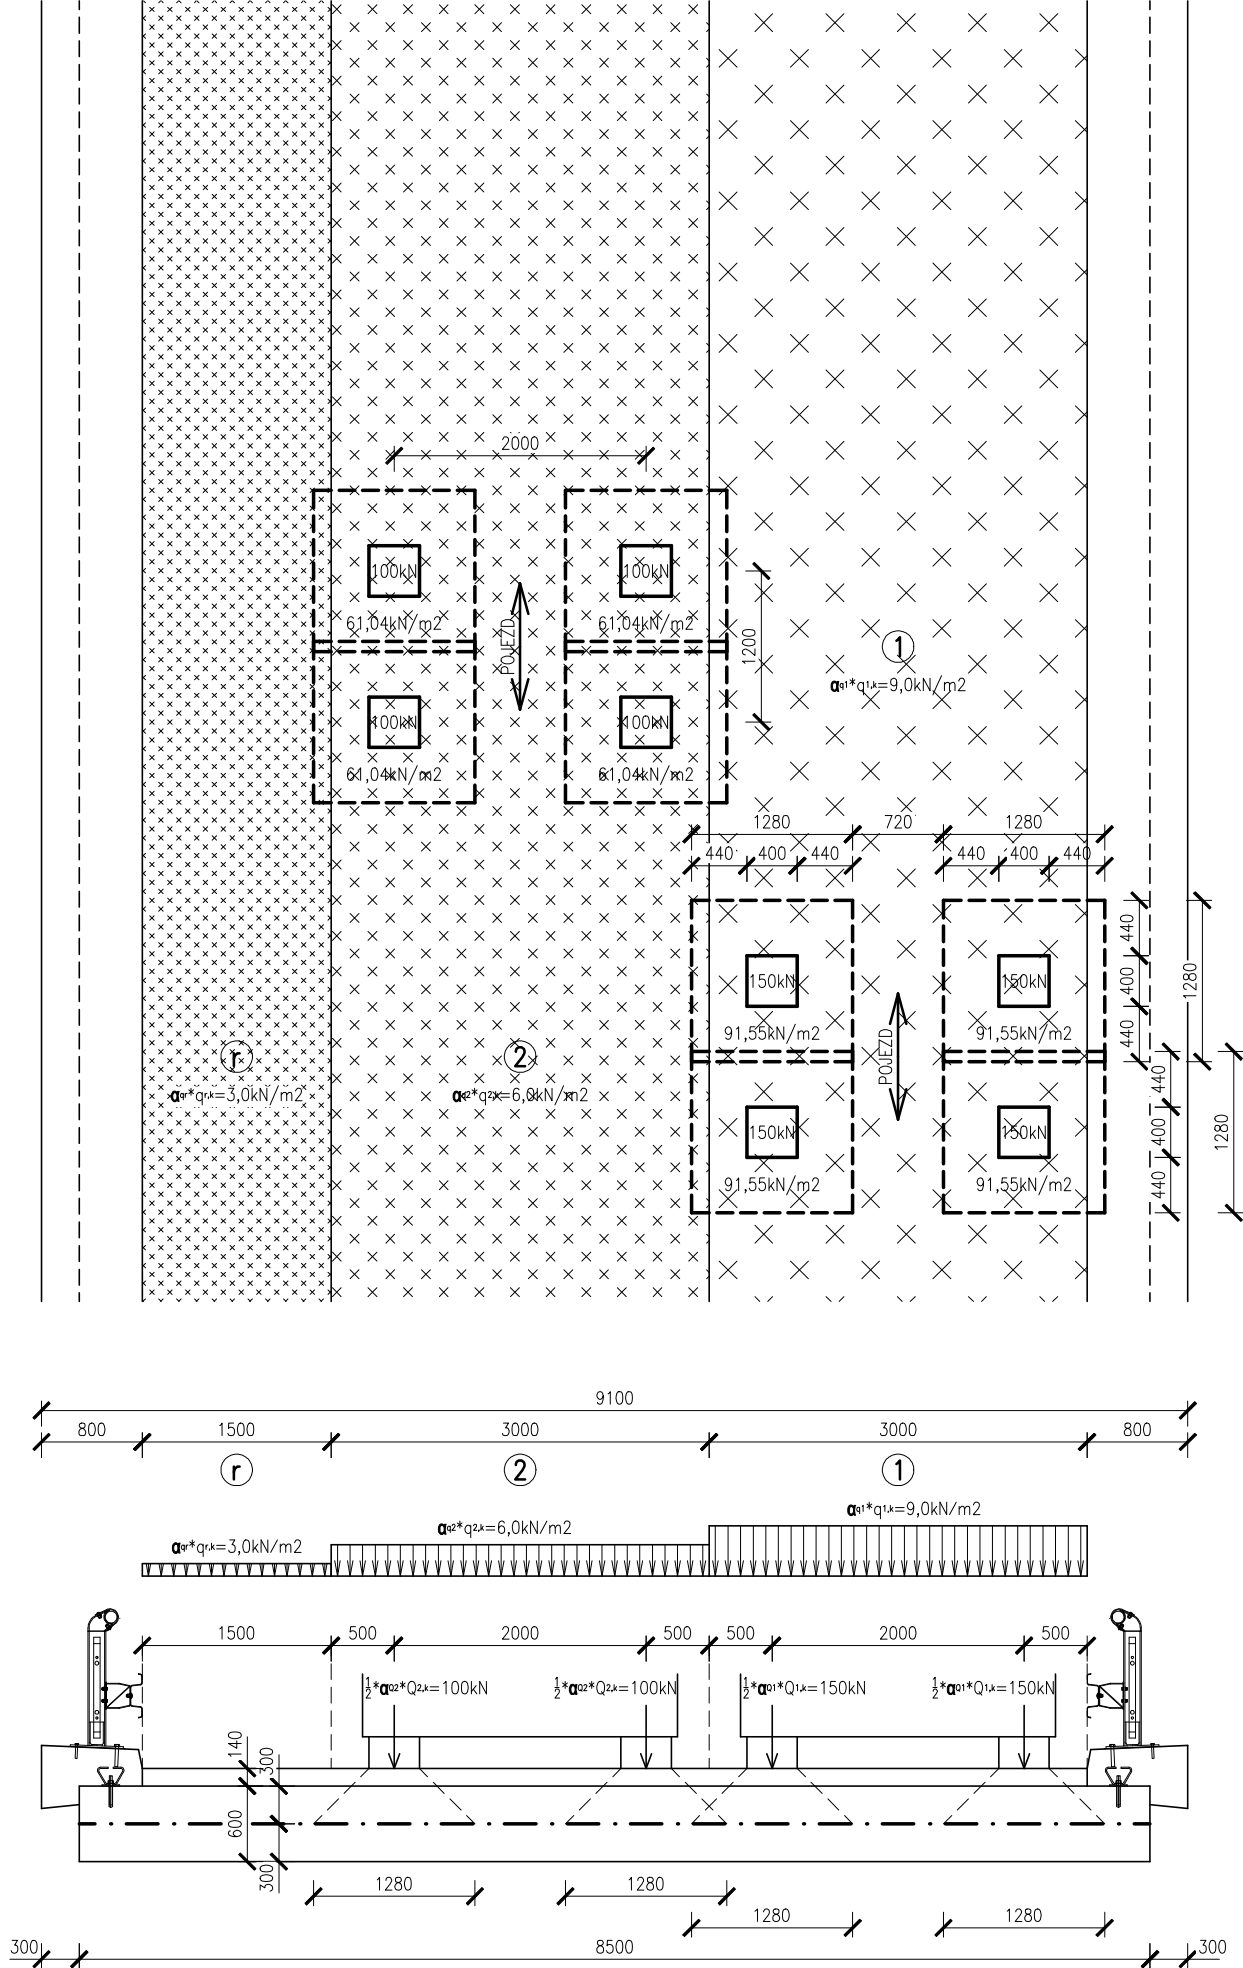 2000
100kN
100kN
61,04kN/m2
61,04kN/m2
POJEZD
1200
1
αq1*q1,k=9,0kN/m2
100kN
100kN
61,04kN/m2
61,04kN/m2
1280
720
1280
440
400
440
440
400
440
150kN
150kN
91,55kN/m2
91,55kN/m2
440
400
440
1280
POJEZD
r
αqr*qr,k=3,0kN/m2
2
αq2*q2,k=6,0kN/m2
150kN
150kN
91,55kN/m2
91,55kN/m2
440
400
440
1280
9100
800
1500
3000
3000
800
r
2
1
αqr*qr,k=3,0kN/m2
αq2*q2,k=6,0kN/m2
αq1*q1,k=9,0kN/m2
1500
500
2000
500
500
2000
500
1/2*αQ2*Q2,k=100kN
1/2*αQ2*Q2,k=100kN
1/2*αQ1*Q1,k=150kN
1/2*αQ1*Q1,k=150kN
140
300
600
300
1280
1280
1280
1280
300
8500
300